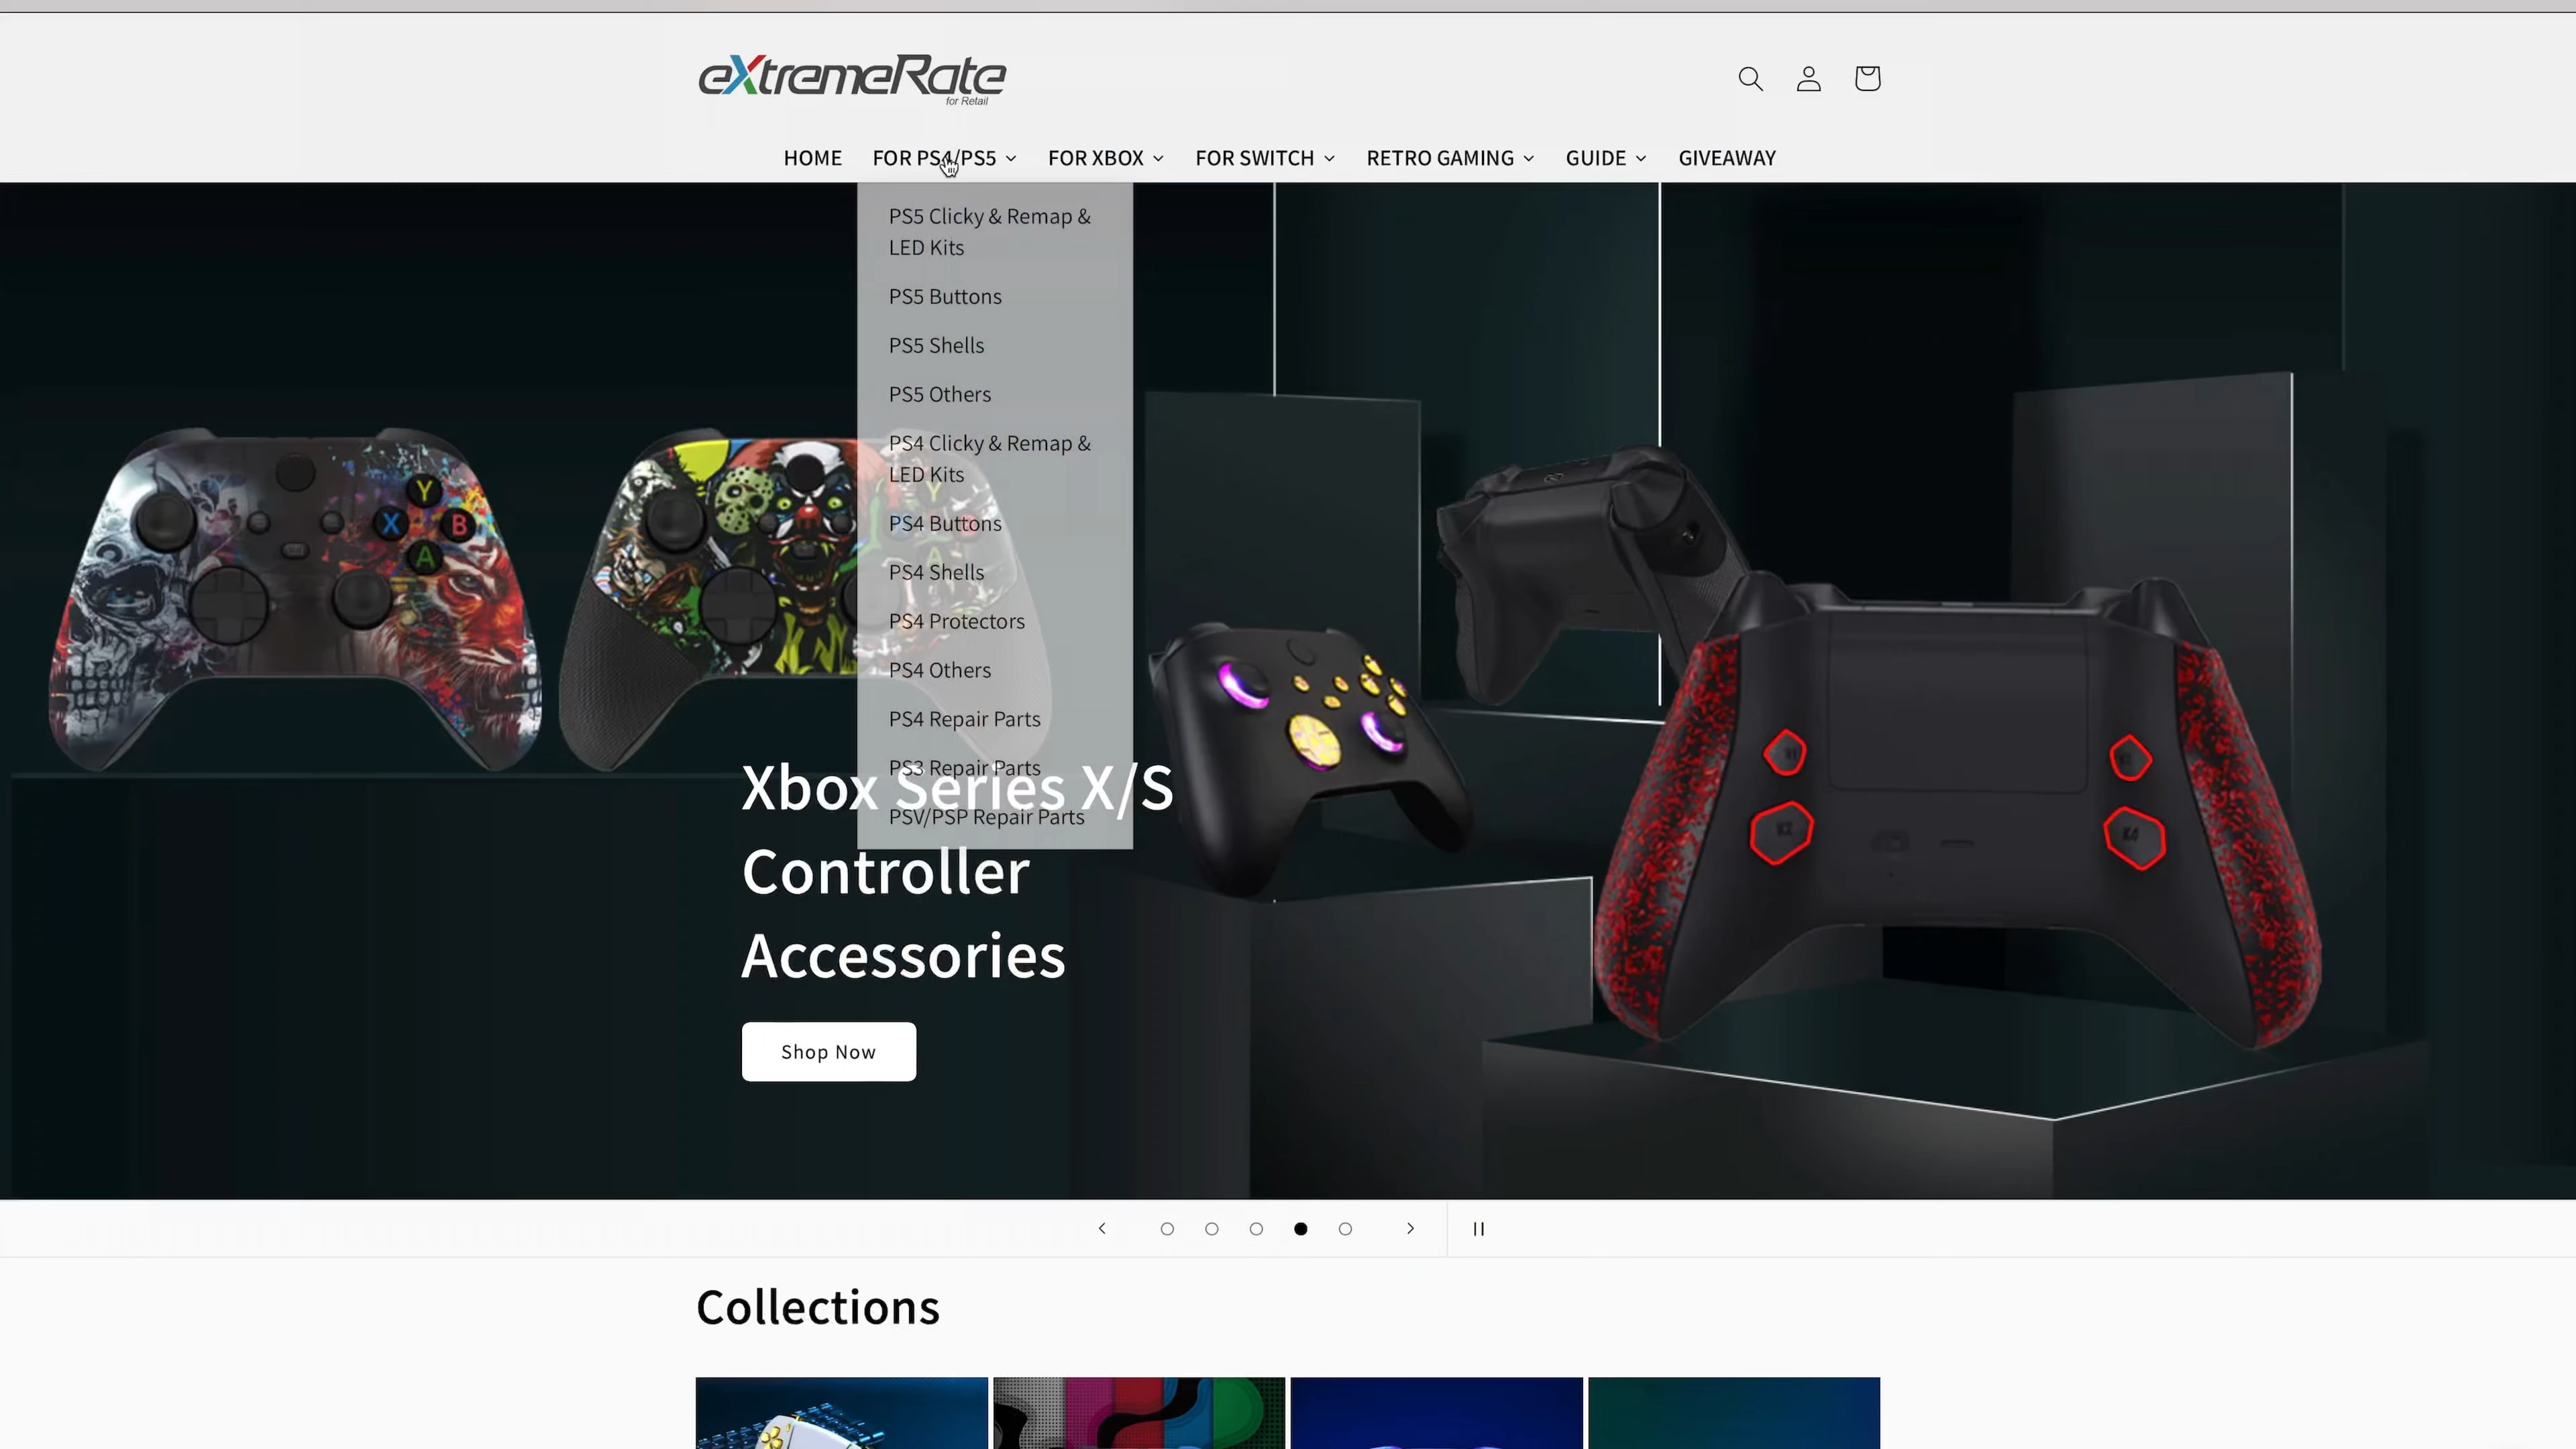 eXtremeRate
for Retail
HOME FOR PS4/PS5 FOR XBOX FOR SWITCH RETRO GAMING GUIDE GIVEAWAY
PS5 Clicky & Remap &
LED Kits
PS5 Buttons
PS5 Shells
PS5 Others
PS4 Clicky & Remap &
LED Kits
PS4 Buttons
PS4 Shells
PS4 Protectors
PS4 Others
PS4 Repair Parts
PS3 Repair Parts
PSV/PSP Repair Parts
Y
X B
A
Xbox Series X/S
Controller
Accessories
Shop Now
Collections